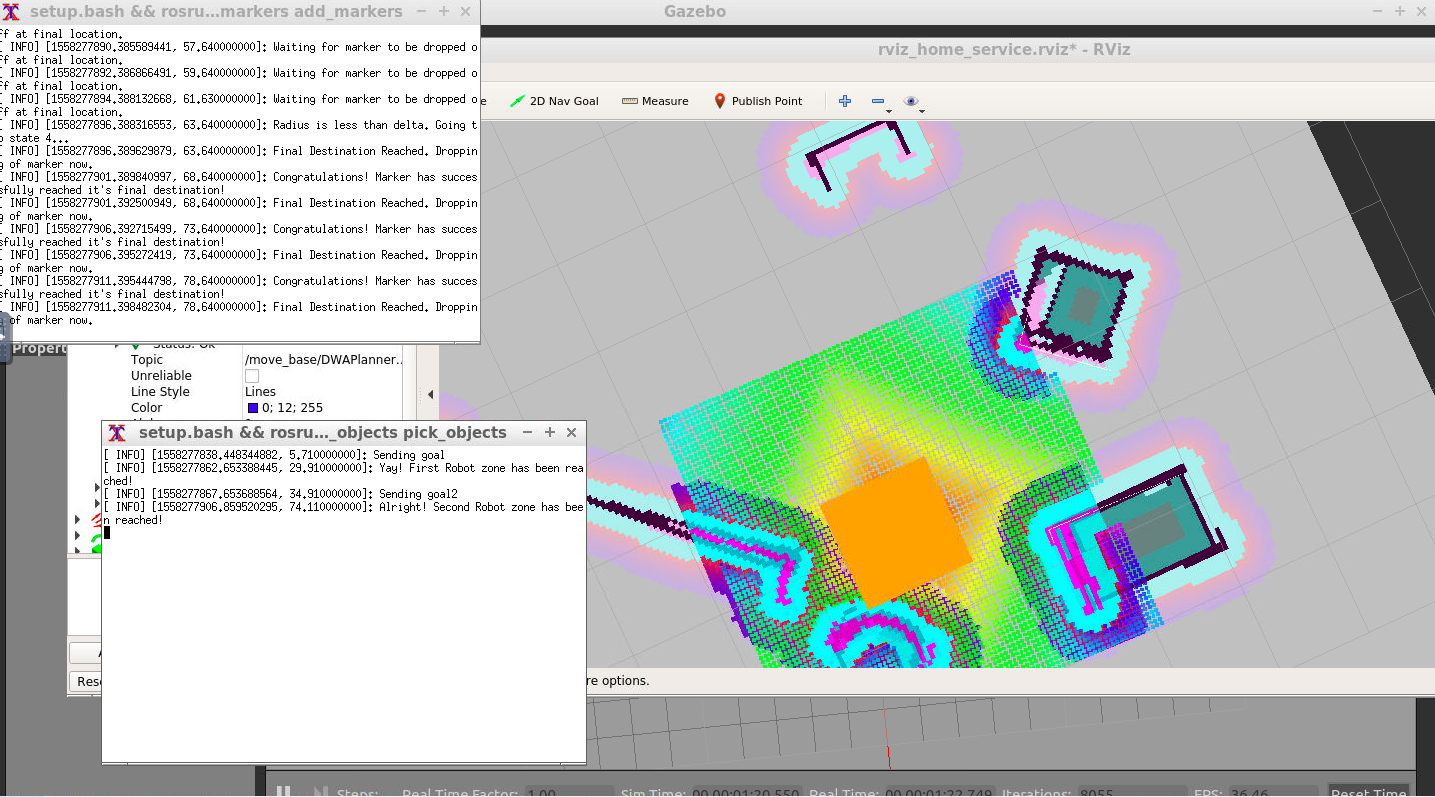 setup.bash && rosru...markers add_markers
Gazebo
ff at final location.
[ INFO] [1558277890.385589441, 57.640000000]: Waiting for marker to be dropped o
ff at final location.
[ INFO] [1558277892.386866491, 59.640000000]: Waiting for marker to be dropped o
ff at final location.
[ INFO] [1558277894.388132668, 61.630000000]: Waiting for marker to be dropped o
ff at final location.
[ INFO] [1558277896.388316553, 63.640000000]: Radius is less than delta. Going t
o state 4...
[ INFO] [1558277896.389629879, 63.640000000]: Final Destination Reached. Droppin
g of marker now.
[ INFO] [1558277901.389840997, 68.640000000]: Congratulations! Marker has succes
sfully reached it's final destination!
[ INFO] [1558277901.392500949, 68.640000000]: Final Destination Reached. Droppin
g of marker now.
[ INFO] [1558277906.392715499, 73.640000000]: Congratulations! Marker has succes
sfully reached it's final destination!
[ INFO] [1558277906.395272419, 73.640000000]: Final Destination Reached. Droppin
g of marker now.
[ INFO] [1558277911.395444798, 78.640000000]: Congratulations! Marker has succes
sfully reached it's final destination!
[ INFO] [1558277911.398482304, 78.640000000]: Final Destination Reached. Droppin
g of marker now.
rviz_home_service.rviz* - RViz
2D Nav Goal Measure Publish Point
Propert
Status: Ok
Topic /move_base/DWAPlanner...
Unreliable
Line Style Lines
Color 0; 12; 255
setup.bash && rosru..._objects pick_objects
[ INFO] [1558277838.448344882, 5.710000000]: Sending goal
[ INFO] [1558277862.653388445, 29.910000000]: Yay! First Robot zone has been rea
ched!
[ INFO] [1558277867.653688564, 34.910000000]: Sending goal2
[ INFO] [1558277906.859520295, 74.110000000]: Alright! Second Robot zone has bee
n reached!
Rese
re options.
Steps: Real Time Factor: 1.00 Sim Time: 00 00:01:20.550 Real Time: 00 00:01:22.749 Iterations: 8055 FPS: 36.46 Reset Time